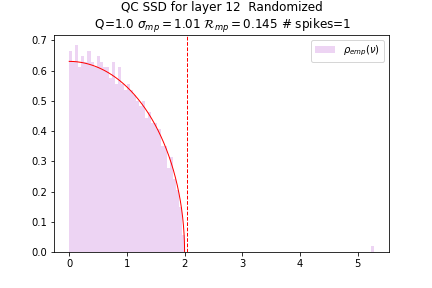 QC SSD for layer 12 Randomized
Q=1.0 σ_mp = 1.01 R_mp = 0.145 # spikes=1
0.7
ρ_emp(ν)
0.6
0.5
0.4
0.3
0.2
0.1
0.0
0 1 2 3 4 5